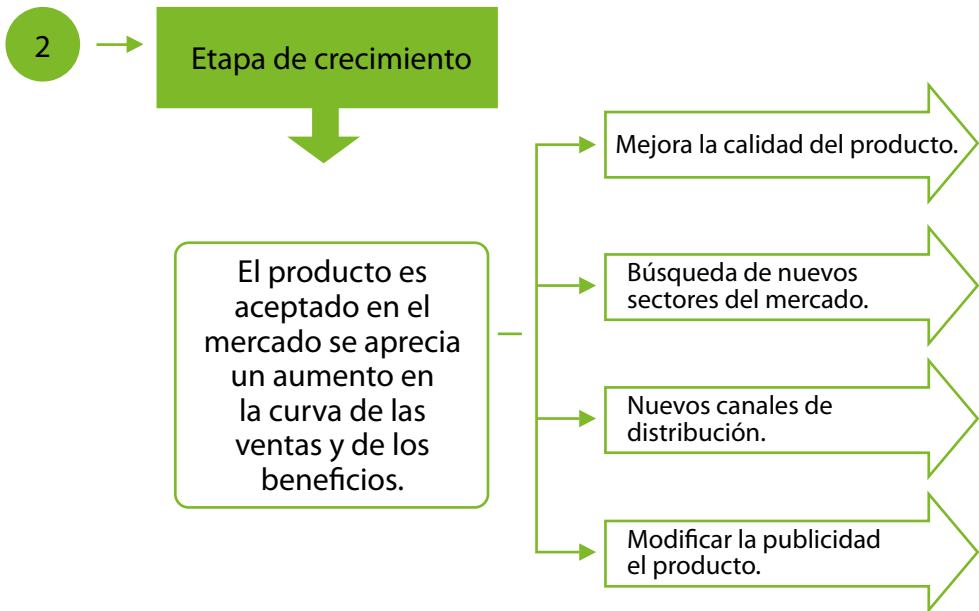 2
Etapa de crecimiento
El producto es
aceptado en el
mercado se aprecia
un aumento en
la curva de las
ventas y de los
beneficios.
Mejora la calidad del producto.
Búsqueda de nuevos
sectores del mercado.
Nuevos canales de
distribución.
Modificar la publicidad
el producto.